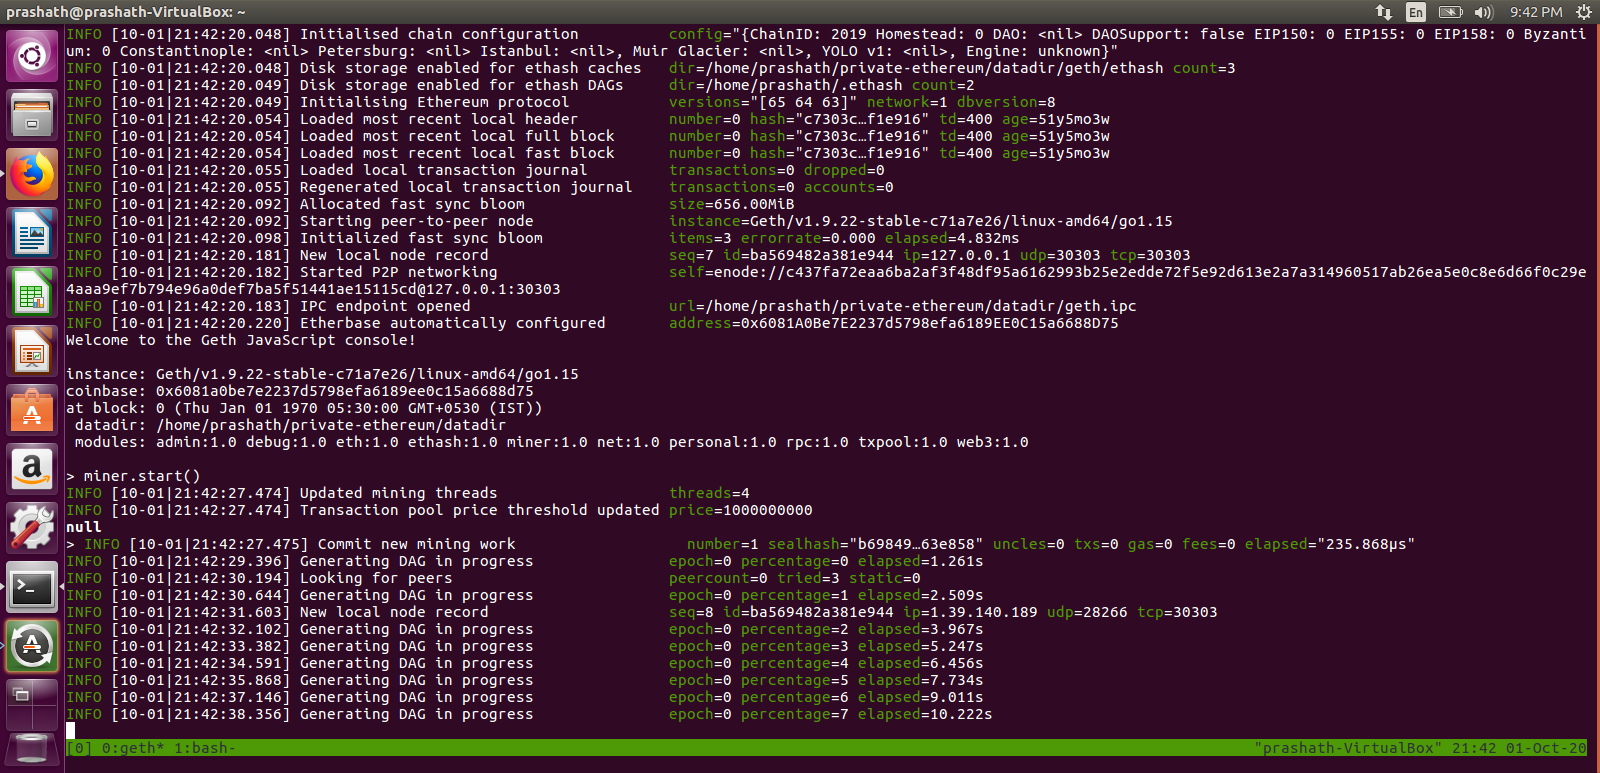 prashath@prashath-VirtualBox: ~
En
9:42 PM
INFO [10-01|21:42:20.048] Initialised chain configuration config="{ChainID: 2019 Homestead: 0 DAO: <nil> DAOSupport: false EIP150: 0 EIP155: 0 EIP158: 0 Byzanti
um: 0 Constantinople: <nil> Petersburg: <nil> Istanbul: <nil>, Muir Glacier: <nil>, YOLO v1: <nil>, Engine: unknown}"
INFO [10-01|21:42:20.048] Disk storage enabled for ethash caches dir=/home/prashath/private-ethereum/datadir/geth/ethash count=3
INFO [10-01|21:42:20.049] Disk storage enabled for ethash DAGs dir=/home/prashath/.ethash count=2
INFO [10-01|21:42:20.049] Initialising Ethereum protocol versions="[65 64 63]" network=1 dbversion=8
INFO [10-01|21:42:20.054] Loaded most recent local header number=0 hash="c7303c…f1e916" td=400 age=51y5mo3w
INFO [10-01|21:42:20.054] Loaded most recent local full block number=0 hash="c7303c…f1e916" td=400 age=51y5mo3w
INFO [10-01|21:42:20.054] Loaded most recent local fast block number=0 hash="c7303c…f1e916" td=400 age=51y5mo3w
INFO [10-01|21:42:20.055] Loaded local transaction journal transactions=0 dropped=0
INFO [10-01|21:42:20.055] Regenerated local transaction journal transactions=0 accounts=0
INFO [10-01|21:42:20.092] Allocated fast sync bloom size=656.00MiB
INFO [10-01|21:42:20.092] Starting peer-to-peer node instance=Geth/v1.9.22-stable-c71a7e26/linux-amd64/go1.15
INFO [10-01|21:42:20.098] Initialized fast sync bloom items=3 errorrate=0.000 elapsed=4.832ms
INFO [10-01|21:42:20.181] New local node record seq=7 id=ba569482a381e944 ip=127.0.0.1 udp=30303 tcp=30303
INFO [10-01|21:42:20.182] Started P2P networking self=enode://c437fa72eaa6ba2af3f48df95a6162993b25e2edde72f5e92d613e2a7a314960517ab26ea5e0c8e6d66f0c29e
4aaa9ef7b794e96a0def7ba5f51441ae15115cd@127.0.0.1:30303
INFO [10-01|21:42:20.183] IPC endpoint opened url=/home/prashath/private-ethereum/datadir/geth.ipc
INFO [10-01|21:42:20.220] Etherbase automatically configured address=0x6081A0Be7E2237d5798efa6189EE0C15a6688D75
Welcome to the Geth JavaScript console!
instance: Geth/v1.9.22-stable-c71a7e26/linux-amd64/go1.15
coinbase: 0x6081a0be7e2237d5798efa6189ee0c15a6688d75
at block: 0 (Thu Jan 01 1970 05:30:00 GMT+0530 (IST))
datadir: /home/prashath/private-ethereum/datadir
modules: admin:1.0 debug:1.0 eth:1.0 ethash:1.0 miner:1.0 net:1.0 personal:1.0 rpc:1.0 txpool:1.0 web3:1.0
> miner.start()
INFO [10-01|21:42:27.474] Updated mining threads threads=4
INFO [10-01|21:42:27.474] Transaction pool price threshold updated price=1000000000
null
> INFO [10-01|21:42:27.475] Commit new mining work number=1 sealhash="b69849…63e858" uncles=0 txs=0 gas=0 fees=0 elapsed="235.868µs"
INFO [10-01|21:42:29.396] Generating DAG in progress epoch=0 percentage=0 elapsed=1.261s
INFO [10-01|21:42:30.194] Looking for peers peercount=0 tried=3 static=0
INFO [10-01|21:42:30.644] Generating DAG in progress epoch=0 percentage=1 elapsed=2.509s
INFO [10-01|21:42:31.603] New local node record seq=8 id=ba569482a381e944 ip=1.39.140.189 udp=28266 tcp=30303
INFO [10-01|21:42:32.102] Generating DAG in progress epoch=0 percentage=2 elapsed=3.967s
INFO [10-01|21:42:33.382] Generating DAG in progress epoch=0 percentage=3 elapsed=5.247s
INFO [10-01|21:42:34.591] Generating DAG in progress epoch=0 percentage=4 elapsed=6.456s
INFO [10-01|21:42:35.868] Generating DAG in progress epoch=0 percentage=5 elapsed=7.734s
INFO [10-01|21:42:37.146] Generating DAG in progress epoch=0 percentage=6 elapsed=9.011s
INFO [10-01|21:42:38.356] Generating DAG in progress epoch=0 percentage=7 elapsed=10.222s
[0] 0:geth* 1:bash- "prashath-VirtualBox" 21:42 01-Oct-20